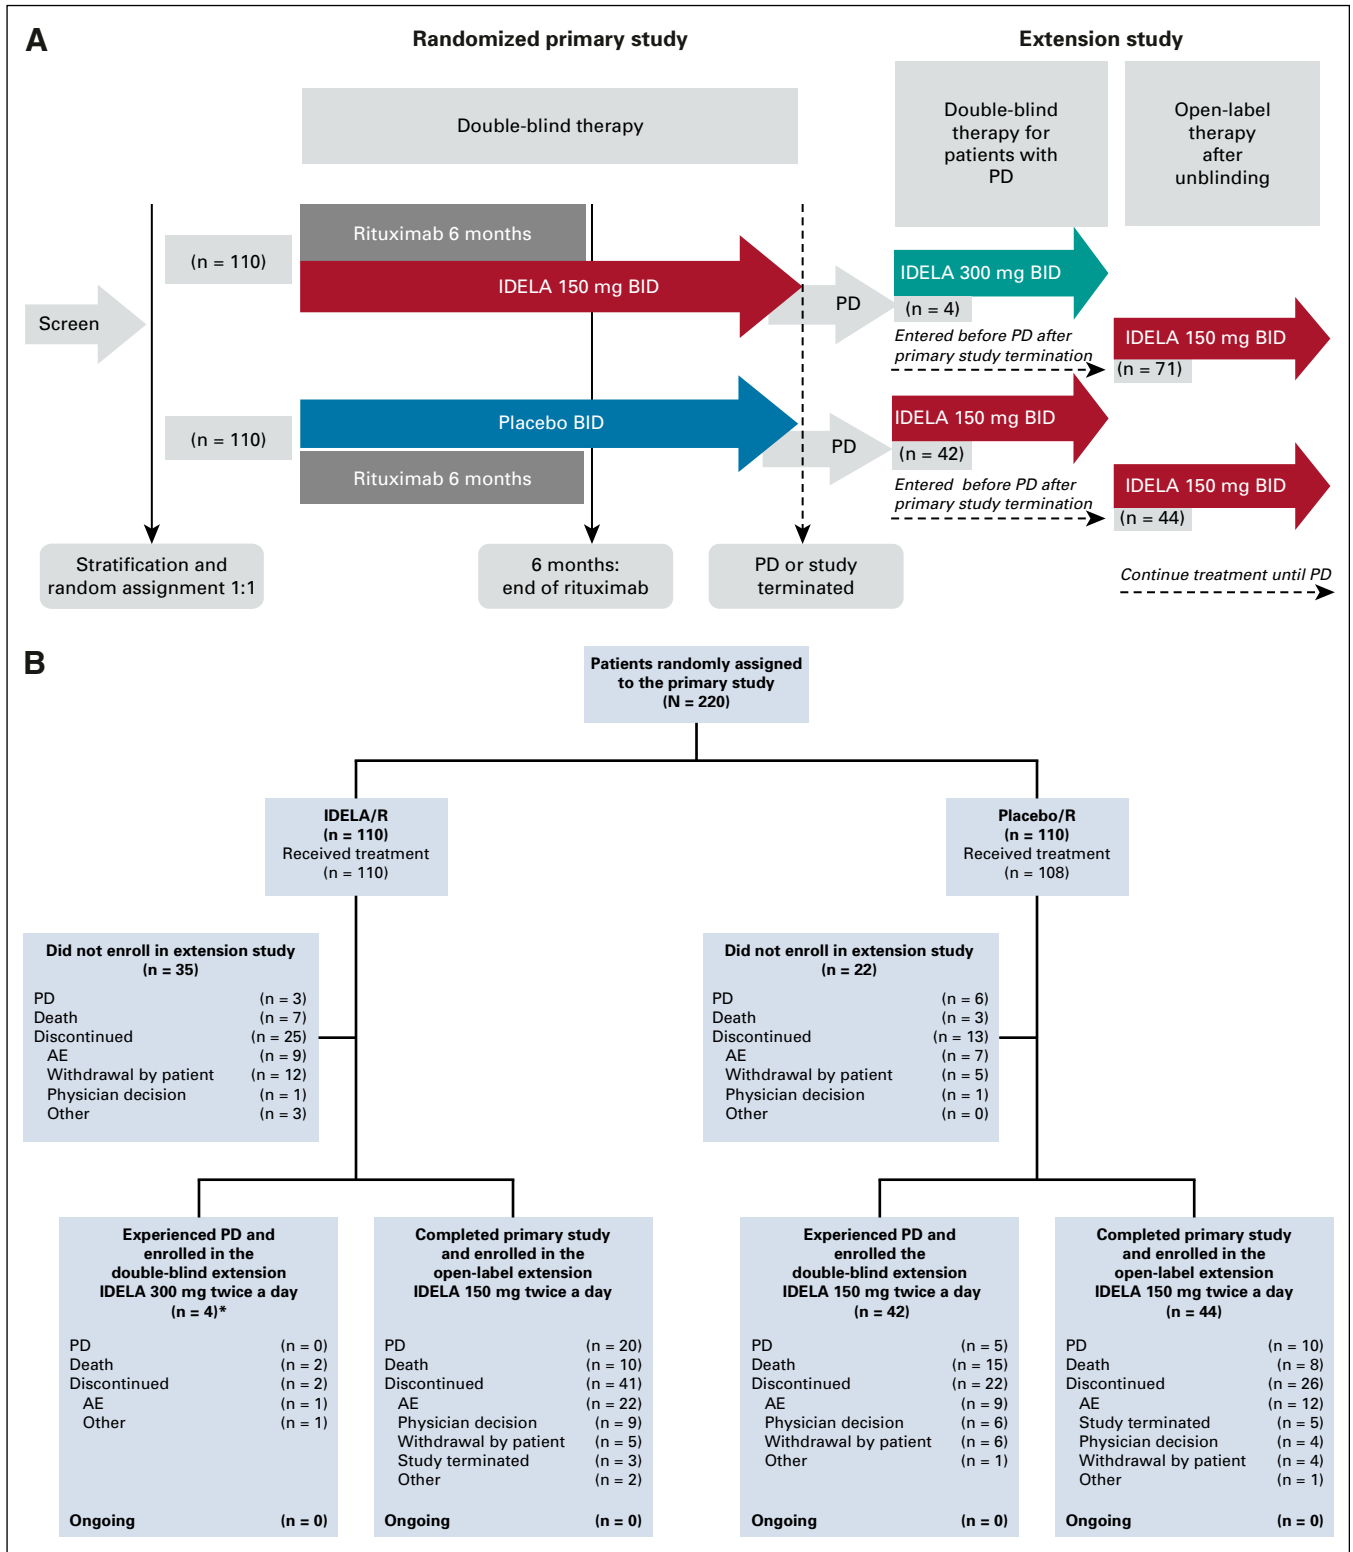 A
Randomized primary study
Extension study
Double-blind therapy
Double-blind
therapy for
patients with
PD
Open-label
therapy
after
unblinding
Screen
(n = 110)
Rituximab 6 months
IDELA 150 mg BID
PD
IDELA 300 mg BID
(n = 4)
Entered before PD after
primary study termination
IDELA 150 mg BID
(n = 71)
(n = 110)
Placebo BID
Rituximab 6 months
PD
IDELA 150 mg BID
(n = 42)
Entered before PD after
primary study termination
IDELA 150 mg BID
(n = 44)
Stratification and
random assignment 1:1
6 months:
end of rituximab
PD or study
terminated
Continue treatment until PD
B
Patients randomly assigned
to the primary study
(N = 220)
IDELA/R
(n = 110)
Received treatment
(n = 110)
Placebo/R
(n = 110)
Received treatment
(n = 108)
Did not enroll in extension study
(n = 35)
PD (n = 3)
Death (n = 7)
Discontinued (n = 25)
AE (n = 9)
Withdrawal by patient (n = 12)
Physician decision (n = 1)
Other (n = 3)
Did not enroll in extension study
(n = 22)
PD (n = 6)
Death (n = 3)
Discontinued (n = 13)
AE (n = 7)
Withdrawal by patient (n = 5)
Physician decision (n = 1)
Other (n = 0)
Experienced PD and
enrolled in the
double-blind extension
IDELA 300 mg twice a day
(n = 4)*
PD (n = 0)
Death (n = 2)
Discontinued (n = 2)
AE (n = 1)
Other (n = 1)
Ongoing (n = 0)
Completed primary study
and enrolled in the
open-label extension
IDELA 150 mg twice a day
PD (n = 20)
Death (n = 10)
Discontinued (n = 41)
AE (n = 22)
Physician decision (n = 9)
Withdrawal by patient (n = 5)
Study terminated (n = 3)
Other (n = 2)
Ongoing (n = 0)
Experienced PD and
enrolled the
double-blind extension
IDELA 150 mg twice a day
(n = 42)
PD (n = 5)
Death (n = 15)
Discontinued (n = 22)
AE (n = 9)
Physician decision (n = 6)
Withdrawal by patient (n = 6)
Other (n = 1)
Ongoing (n = 0)
Completed primary study
and enrolled in the
open-label extension
IDELA 150 mg twice a day
(n = 44)
PD (n = 10)
Death (n = 8)
Discontinued (n = 26)
AE (n = 12)
Study terminated (n = 5)
Physician decision (n = 4)
Withdrawal by patient (n = 4)
Other (n = 1)
Ongoing (n = 0)